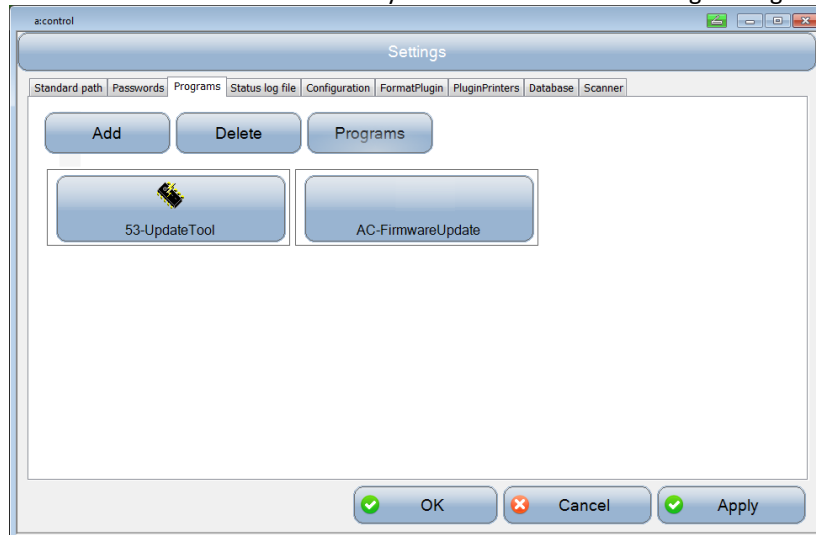 a:control
Settings
Standard path Passwords Programs Status log file Configuration FormatPlugin PluginPrinters Database Scanner
Add Delete Programs
53-UpdateTool AC-FirmwareUpdate
OK Cancel Apply